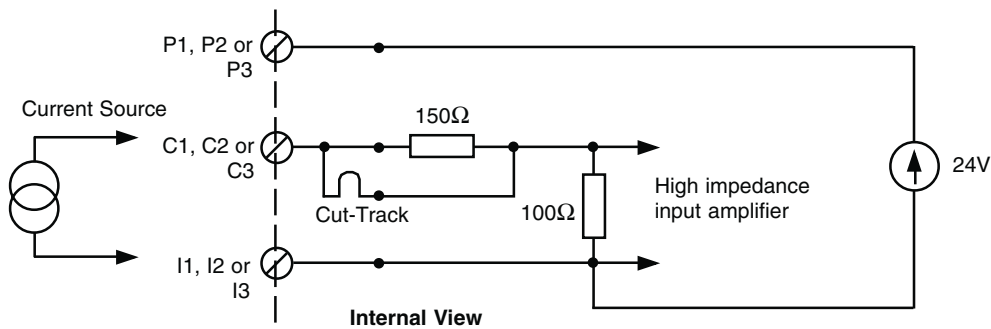 P1, P2 or
P3
Current Source
150Ω
C1, C2 or
C3
Cut-Track
100Ω
High impedance
input amplifier
24V
I1, I2 or
I3
Internal View